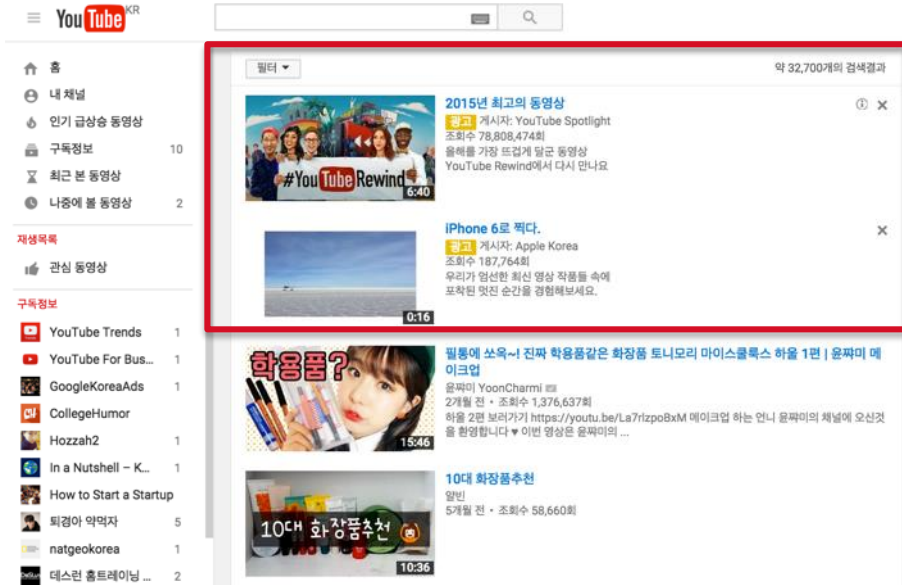 YouTube KR
필터
약 32,700개의 검색결과
홈
내 채널
인기 급상승 동영상
구독정보 10
최근 본 동영상
나중에 볼 동영상 2
재생목록
관심 동영상
구독정보
YouTube Trends 1
YouTube For Bus... 1
GoogleKoreaAds 1
CollegeHumor
Hozzah2 1
In a Nutshell – K... 1
How to Start a Startup
퇴경아 약먹자 5
natgeokorea 1
데스런 홈트레이닝 ... 2
#YouTubeRewind
6:40
2015년 최고의 동영상
광고 게시자: YouTube Spotlight
조회수 78,808,474회
올해를 가장 뜨겁게 달군 동영상
YouTube Rewind에서 다시 만나요
0:16
iPhone 6로 찍다.
광고 게시자: Apple Korea
조회수 187,764회
우리가 엄선한 최신 영상 작품들 속에
포착된 멋진 순간을 경험해보세요.
학용품?
15:46
필통에 쏘옥~! 진짜 학용품같은 화장품 토니모리 마이스쿨룩스 하울 1편 | 윤짜미 메
이크업
윤짜미 YoonCharmi
2개월 전 • 조회수 1,376,637회
하울 2편 보러가기 https://youtu.be/La7rIzpoBxM 메이크업 하는 언니 윤짜미의 채널에 오신것
을 환영합니다 ♥ 이번 영상은 윤짜미의 ...
10대 화장품추천
10:36
10대 화장품추천
얄빈
5개월 전 • 조회수 58,660회